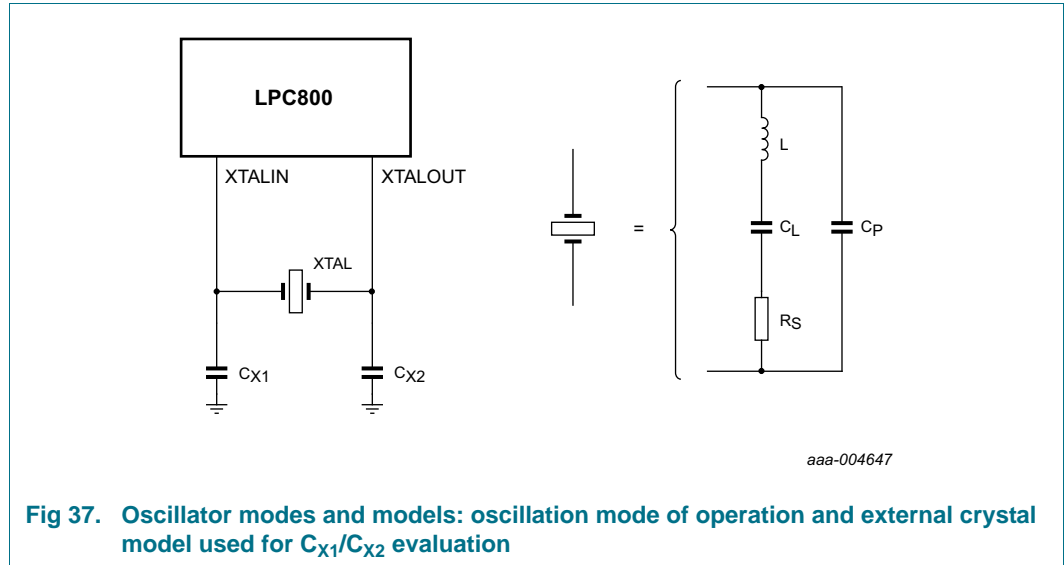 LPC800
XTALIN XTALOUT
XTAL
CX1 CX2
=
L
CL CP
RS
aaa-004647
Fig 37. Oscillator modes and models: oscillation mode of operation and external crystal
model used for CX1/CX2 evaluation